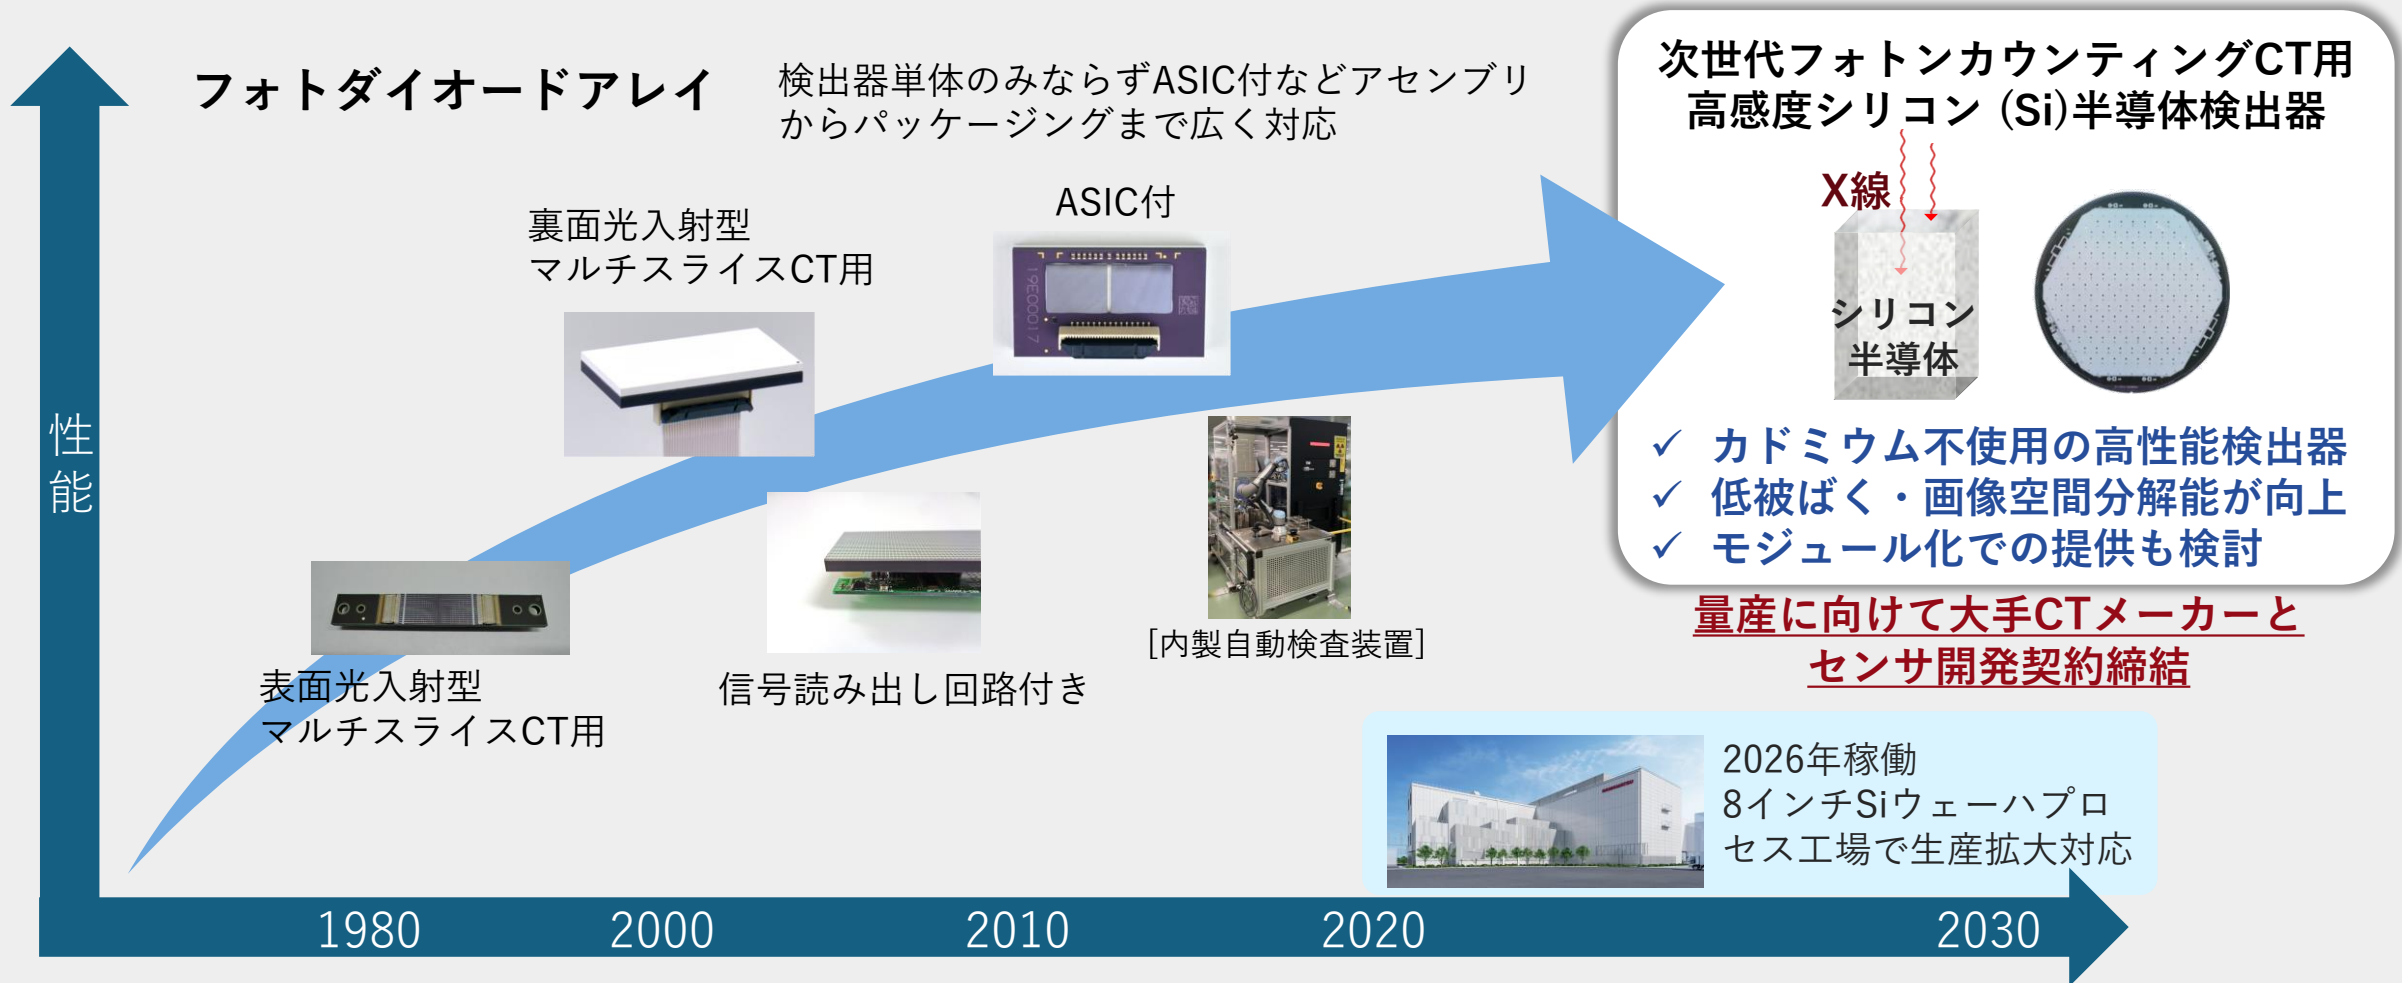 フォトダイオードアレイ
検出器単体のみならずASIC付などアセンブリ
からパッケージングまで広く対応
次世代フォトンカウンティングCT用
高感度シリコン (Si)半導体検出器
X線
シリコン
半導体
✓ カドミウム不使用の高性能検出器
✓ 低被ばく・画像空間分解能が向上
✓ モジュール化での提供も検討
量産に向けて大手CTメーカーと
センサ開発契約締結
ASIC付
19E00017
裏面光入射型
マルチスライスCT用
性能
[内製自動検査装置]
表面光入射型
マルチスライスCT用
信号読み出し回路付き
2026年稼働
8インチSiウェーハプロ
セス工場で生産拡大対応
1980
2000
2010
2020
2030